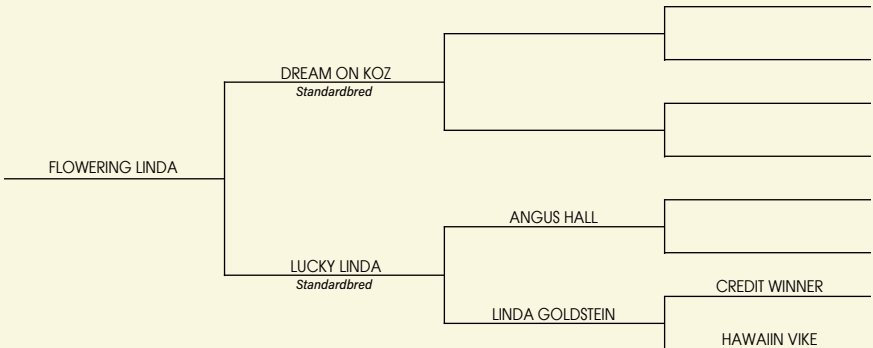 DREAM ON KOZ
Standardbred
FLOWERING LINDA
ANGUS HALL
LUCKY LINDA
Standardbred
CREDIT WINNER
LINDA GOLDSTEIN
HAWAIIN VIKE